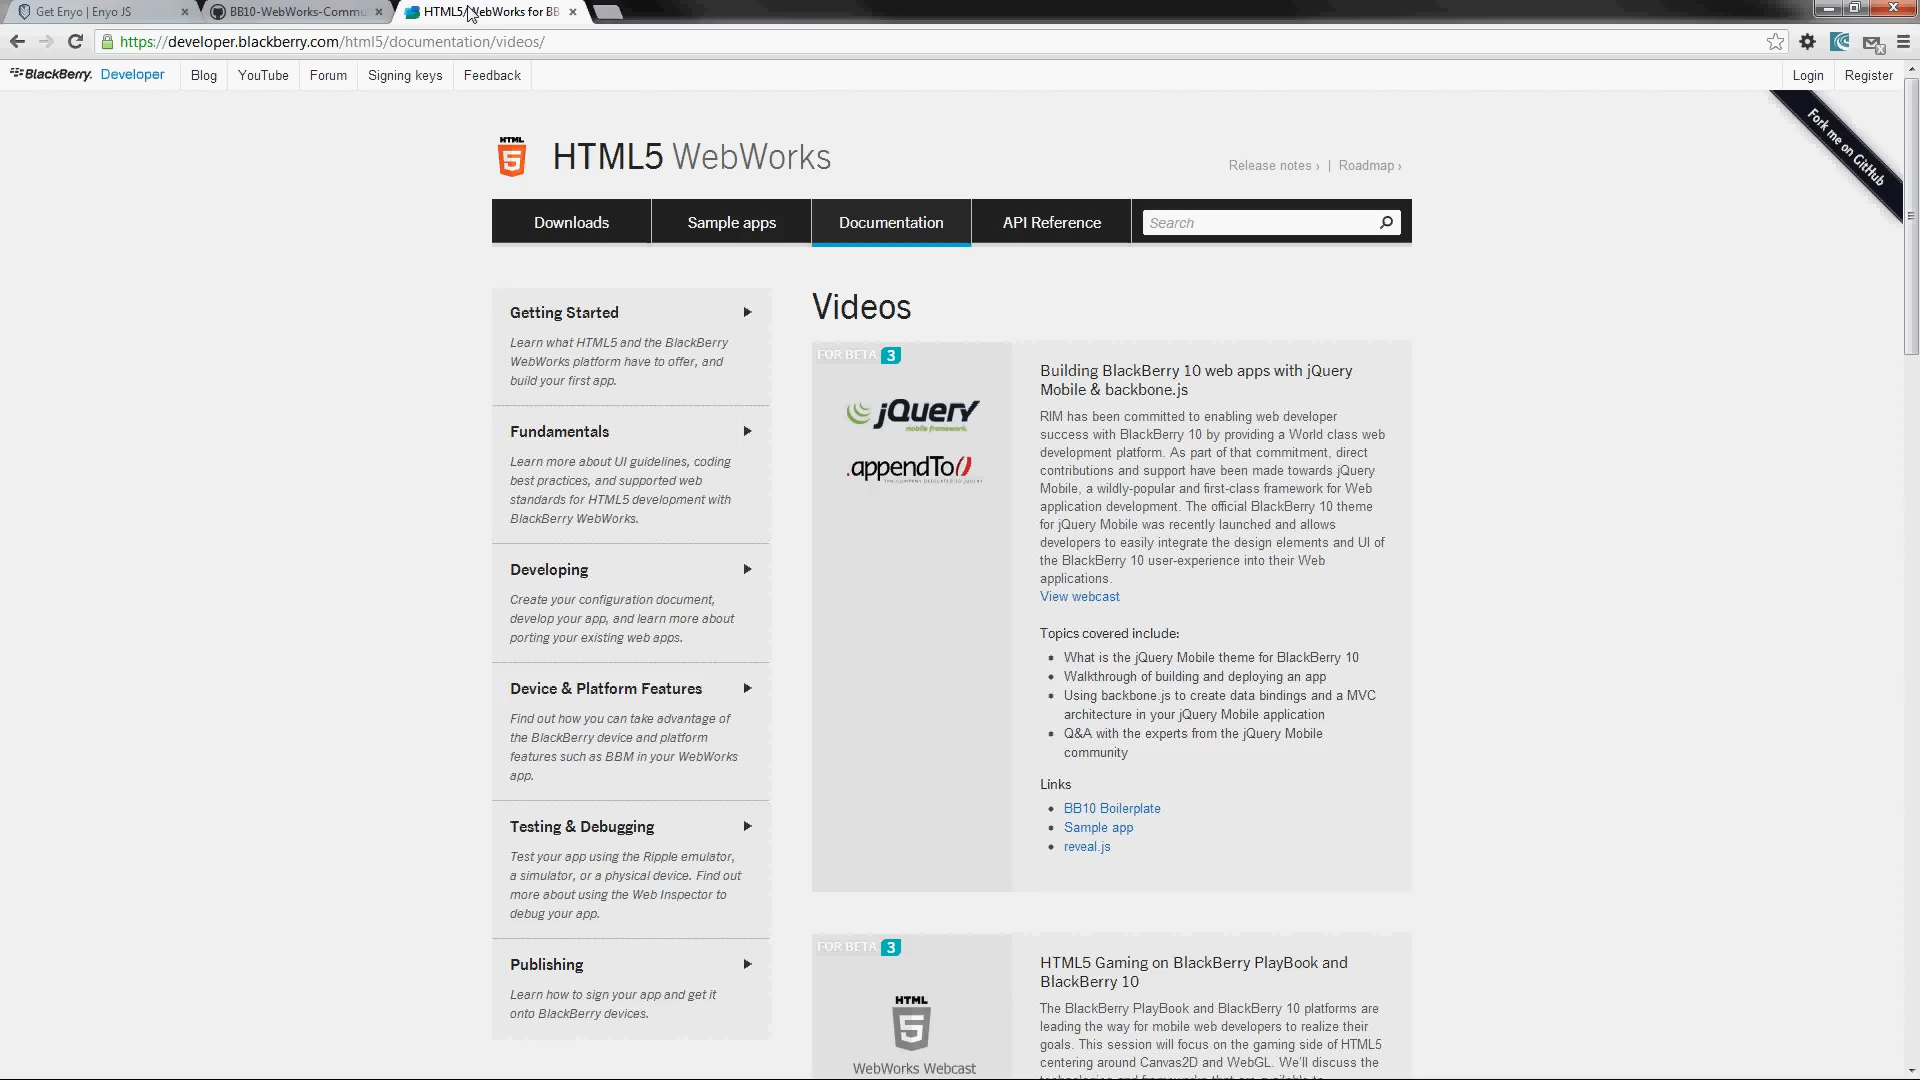 Get Enyo | Enyo JS
BB10-WebWorks-Commu
HTML5/WebWorks for BB
https://developer.blackberry.com/html5/documentation/videos/
BlackBerry. Developer
Blog
YouTube
Forum
Signing keys
Feedback
Login
Register
Fork me on GitHub
HTML
5
HTML5 WebWorks
Release notes › | Roadmap ›
Downloads
Sample apps
Documentation
API Reference
Search
Getting Started
Learn what HTML5 and the BlackBerry
WebWorks platform have to offer, and
build your first app.
Fundamentals
Learn more about UI guidelines, coding
best practices, and supported web
standards for HTML5 development with
BlackBerry WebWorks.
Developing
Create your configuration document,
develop your app, and learn more about
porting your existing web apps.
Device & Platform Features
Find out how you can take advantage of
the BlackBerry device and platform
features such as BBM in your WebWorks
app.
Testing & Debugging
Test your app using the Ripple emulator,
a simulator, or a physical device. Find out
more about using the Web Inspector to
debug your app.
Publishing
Learn how to sign your app and get it
onto BlackBerry devices.
Videos
FOR BETA 3
jQuery
mobile framework.
.appendTo()
THE COMPANY DEDICATED TO JQUERY
Building BlackBerry 10 web apps with jQuery
Mobile & backbone.js
RIM has been committed to enabling web developer
success with BlackBerry 10 by providing a World class web
development platform. As part of that commitment, direct
contributions and support have been made towards jQuery
Mobile, a wildly-popular and first-class framework for Web
application development. The official BlackBerry 10 theme
for jQuery Mobile was recently launched and allows
developers to easily integrate the design elements and UI of
the BlackBerry 10 user-experience into their Web
applications.
View webcast
Topics covered include:
• What is the jQuery Mobile theme for BlackBerry 10
• Walkthrough of building and deploying an app
• Using backbone.js to create data bindings and a MVC
architecture in your jQuery Mobile application
• Q&A with the experts from the jQuery Mobile
community
Links
• BB10 Boilerplate
• Sample app
• reveal.js
FOR BETA 3
HTML
5
WebWorks Webcast
HTML5 Gaming on BlackBerry PlayBook and
BlackBerry 10
The BlackBerry PlayBook and BlackBerry 10 platforms are
leading the way for mobile web developers to realize their
goals. This session will focus on the gaming side of HTML5
centering around Canvas2D and WebGL. We'll discuss the